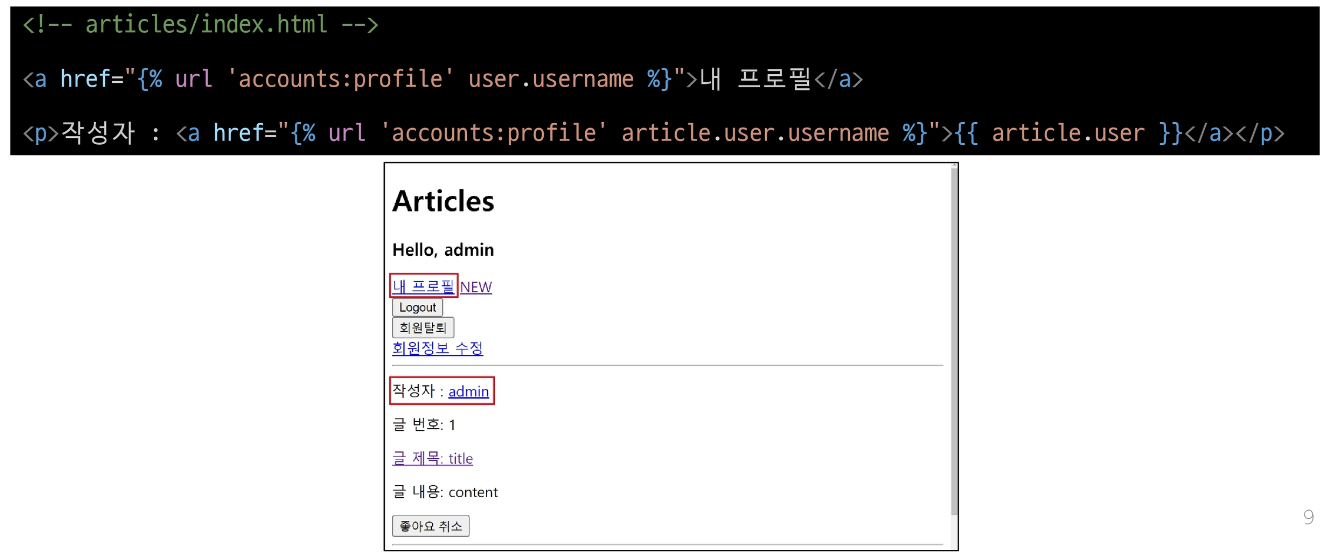 <!-- articles/index.html -->
<a href="{% url 'accounts:profile' user.username %}">내 프로필</a>
<p>작성자 : <a href="{% url 'accounts:profile' article.user.username %}">{{ article.user }}</a></p>
Articles
Hello, admin
내 프로필 NEW
Logout
회원탈퇴
회원정보 수정
작성자 : admin
글 번호: 1
글 제목: title
글 내용: content
좋아요 취소
9